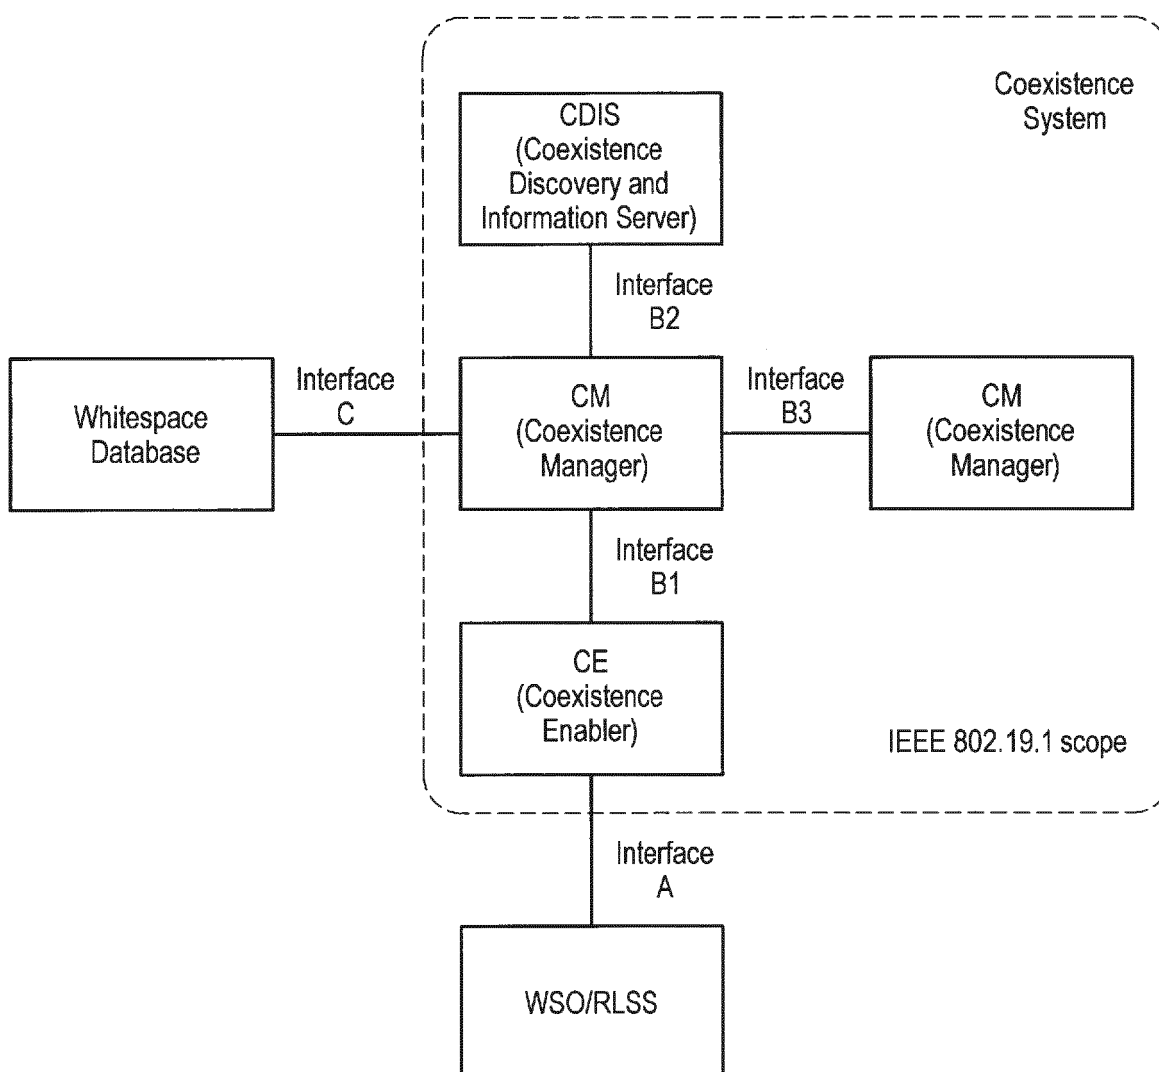 Coexistence
System
CDIS
(Coexistence
Discovery and
Information Server)
Interface
B2
Whitespace
Database
Interface
C
CM
(Coexistence
Manager)
Interface
B3
CM
(Coexistence
Manager)
Interface
B1
CE
(Coexistence
Enabler)
IEEE 802.19.1 scope
Interface
A
WSO/RLSS